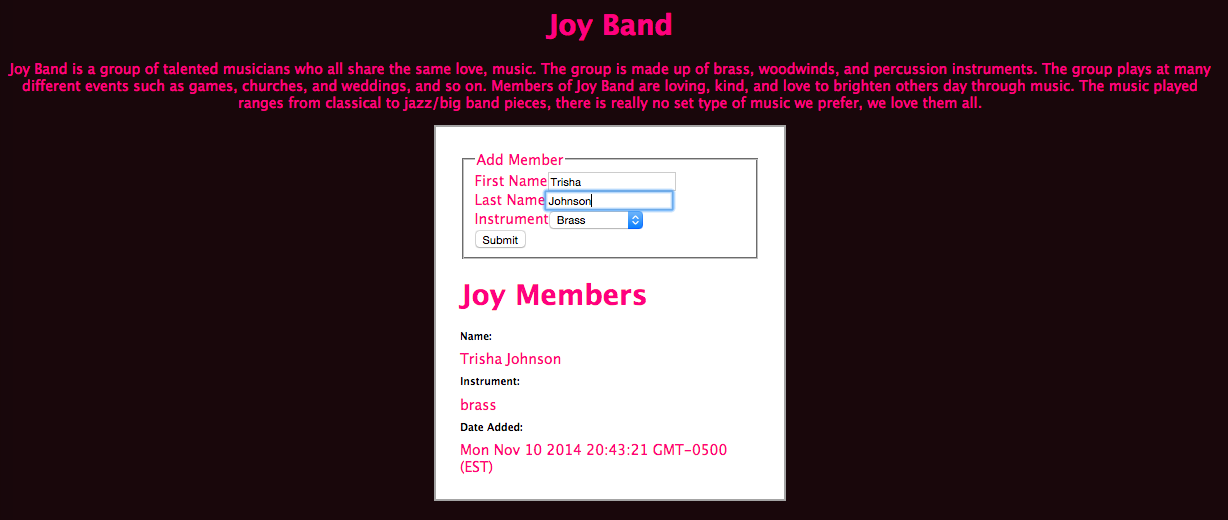 Joy Band
Joy Band is a group of talented musicians who all share the same love, music. The group is made up of brass, woodwinds, and percussion instruments. The group plays at many
different events such as games, churches, and weddings, and so on. Members of Joy Band are loving, kind, and love to brighten others day through music. The music played
ranges from classical to jazz/big band pieces, there is really no set type of music we prefer, we love them all.
Add Member
First Name Trisha
Last Name Johnson
Instrument Brass
Submit
Joy Members
Name:
Trisha Johnson
Instrument:
brass
Date Added:
Mon Nov 10 2014 20:43:21 GMT-0500
(EST)